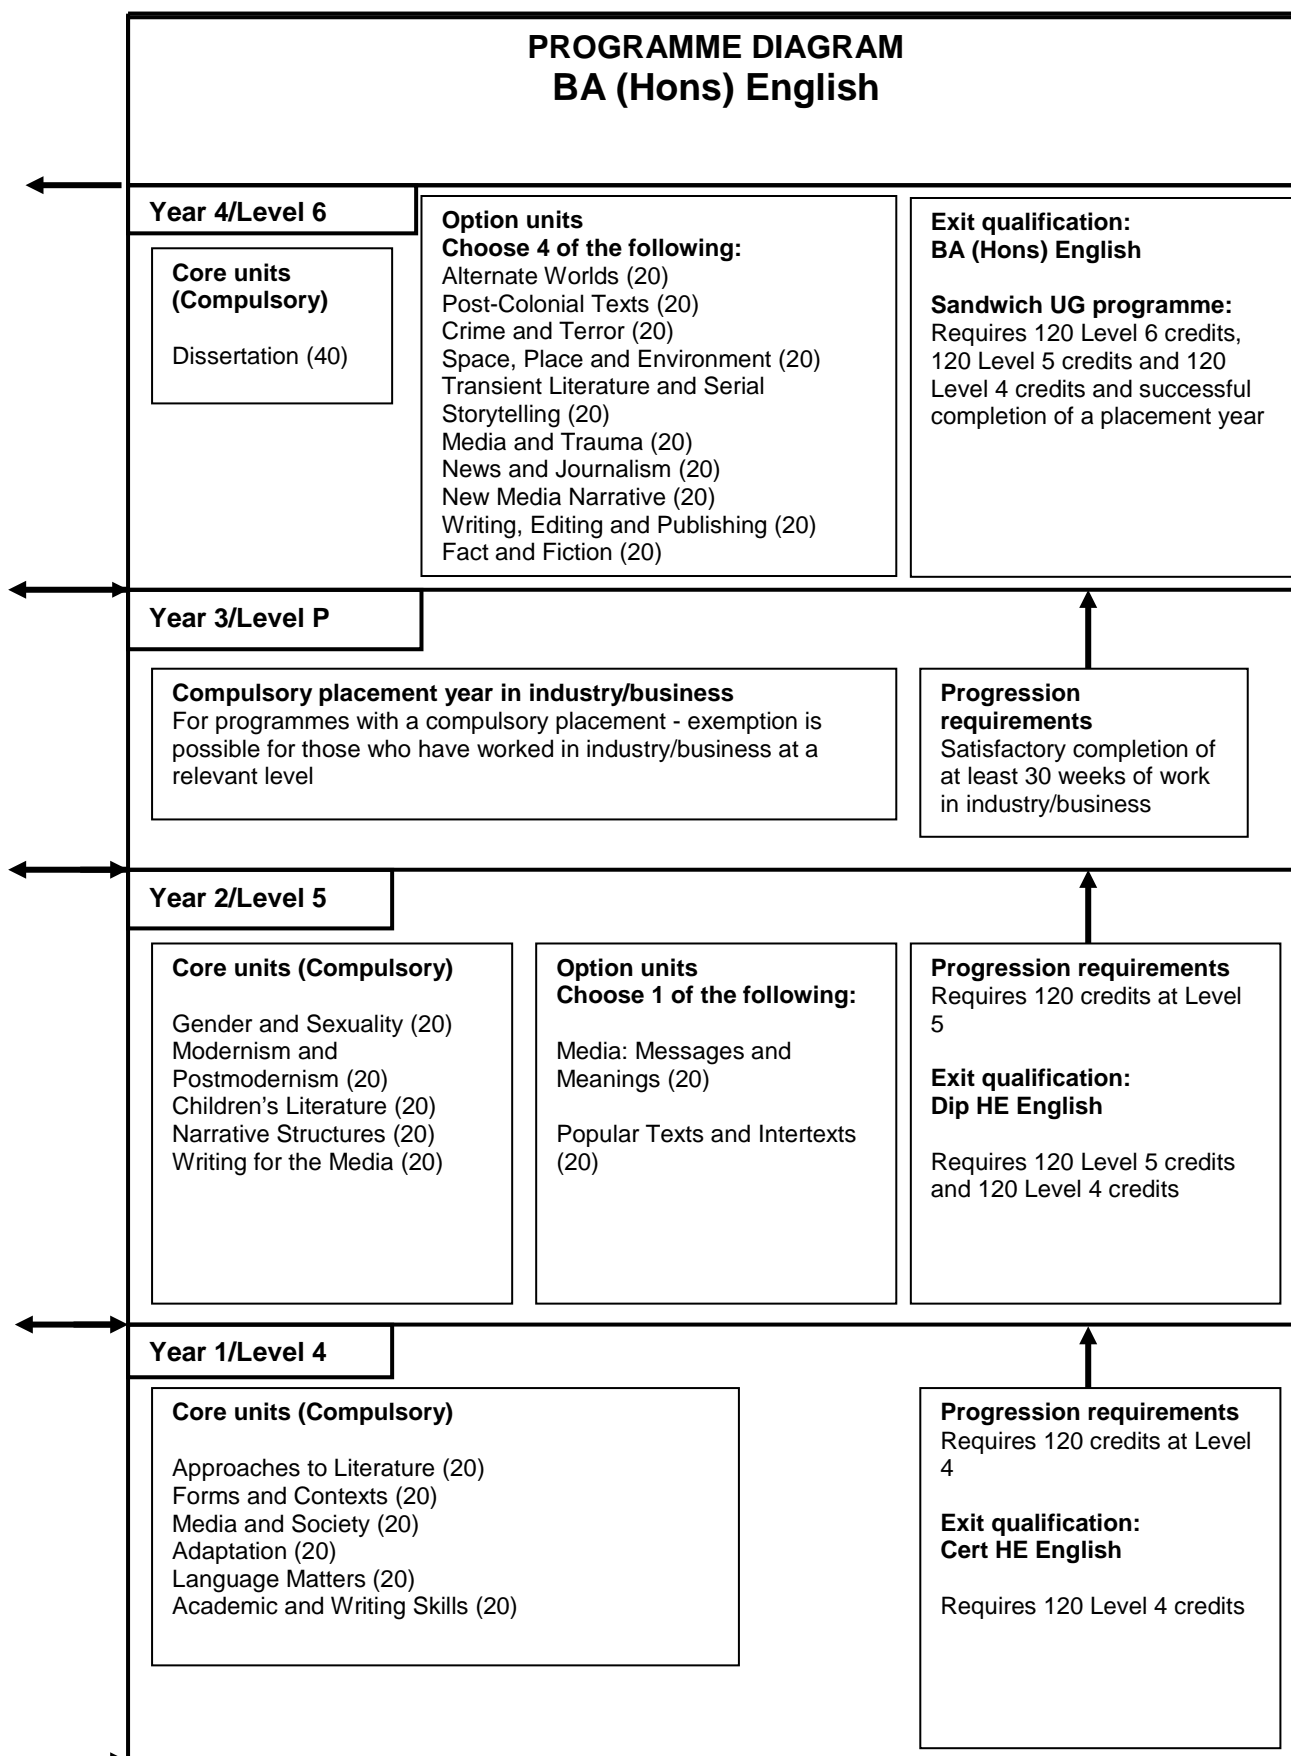 PROGRAMME DIAGRAM
BA (Hons) English
Year 4/Level 6
Core units
(Compulsory)
Dissertation (40)
Option units
Choose 4 of the following:
Alternate Worlds (20)
Post-Colonial Texts (20)
Crime and Terror (20)
Space, Place and Environment (20)
Transient Literature and Serial
Storytelling (20)
Media and Trauma (20)
News and Journalism (20)
New Media Narrative (20)
Writing, Editing and Publishing (20)
Fact and Fiction (20)
Exit qualification:
BA (Hons) English
Sandwich UG programme:
Requires 120 Level 6 credits,
120 Level 5 credits and 120
Level 4 credits and successful
completion of a placement year
Year 3/Level P
Compulsory placement year in industry/business
For programmes with a compulsory placement - exemption is
possible for those who have worked in industry/business at a
relevant level
Progression
requirements
Satisfactory completion of
at least 30 weeks of work
in industry/business
Year 2/Level 5
Core units (Compulsory)
Gender and Sexuality (20)
Modernism and
Postmodernism (20)
Children’s Literature (20)
Narrative Structures (20)
Writing for the Media (20)
Option units
Choose 1 of the following:
Media: Messages and
Meanings (20)
Popular Texts and Intertexts
(20)
Progression requirements
Requires 120 credits at Level
5
Exit qualification:
Dip HE English
Requires 120 Level 5 credits
and 120 Level 4 credits
Year 1/Level 4
Core units (Compulsory)
Approaches to Literature (20)
Forms and Contexts (20)
Media and Society (20)
Adaptation (20)
Language Matters (20)
Academic and Writing Skills (20)
Progression requirements
Requires 120 credits at Level
4
Exit qualification:
Cert HE English
Requires 120 Level 4 credits